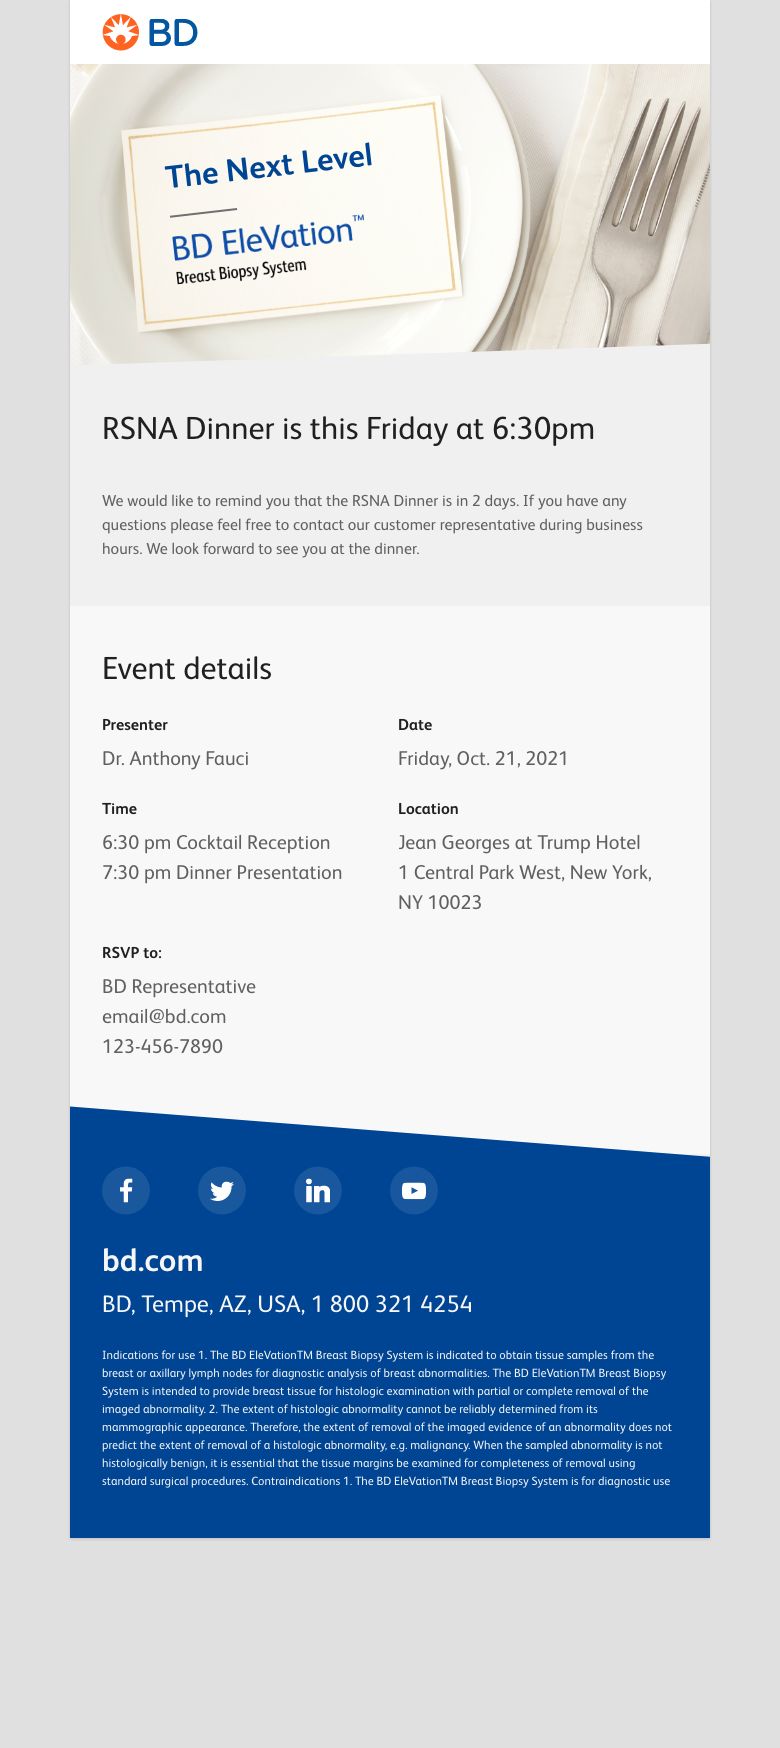 BD
The Next Level
BD EleVation™
Breast Biopsy System
RSNA Dinner is this Friday at 6:30pm
We would like to remind you that the RSNA Dinner is in 2 days. If you have any
questions please feel free to contact our customer representative during business
hours. We look forward to see you at the dinner.
Event details
Presenter
Dr. Anthony Fauci
Date
Friday, Oct. 21, 2021
Time
6:30 pm Cocktail Reception
7:30 pm Dinner Presentation
Location
Jean Georges at Trump Hotel
1 Central Park West, New York,
NY 10023
RSVP to:
BD Representative
email@bd.com
123-456-7890
bd.com
BD, Tempe, AZ, USA, 1 800 321 4254
Indications for use 1. The BD EleVationTM Breast Biopsy System is indicated to obtain tissue samples from the
breast or axillary lymph nodes for diagnostic analysis of breast abnormalities. The BD EleVationTM Breast Biopsy
System is intended to provide breast tissue for histologic examination with partial or complete removal of the
imaged abnormality. 2. The extent of histologic abnormality cannot be reliably determined from its
mammographic appearance. Therefore, the extent of removal of the imaged evidence of an abnormality does not
predict the extent of removal of a histologic abnormality, e.g. malignancy. When the sampled abnormality is not
histologically benign, it is essential that the tissue margins be examined for completeness of removal using
standard surgical procedures. Contraindications 1. The BD EleVationTM Breast Biopsy System is for diagnostic use